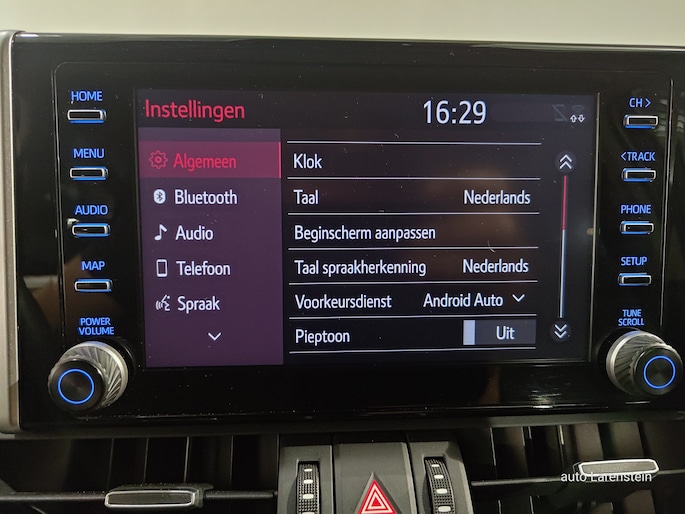 HOME
MENU
AUDIO
MAP
POWER
VOLUME
Instellingen
16:29
Algemeen
Bluetooth
Audio
Telefoon
Spraak
Klok
Taal Nederlands
Beginscherm aanpassen
Taal spraakherkenning Nederlands
Voorkeursdienst Android Auto
Pieptoon Uit
CH >
< TRACK
PHONE
SETUP
TUNE
SCROLL
auto Larenstein